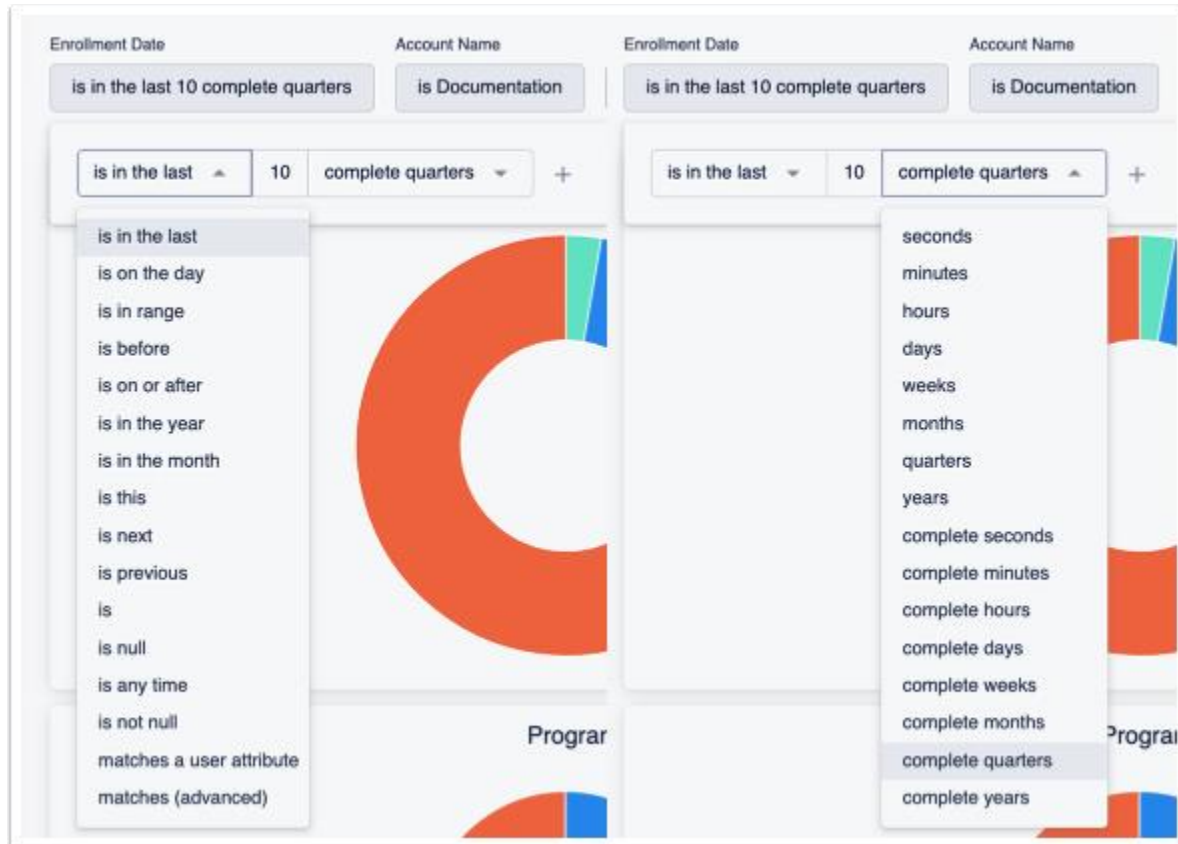 Enrollment Date
Account Name
is in the last 10 complete quarters
is Documentation
is in the last
10
complete quarters
+
is in the last
is on the day
is in range
is before
is on or after
is in the year
is in the month
is this
is next
is previous
is
is null
is any time
is not null
matches a user attribute
matches (advanced)
Prograr
Enrollment Date
Account Name
is in the last 10 complete quarters
is Documentation
is in the last
10
complete quarters
+
seconds
minutes
hours
days
weeks
months
quarters
years
complete seconds
complete minutes
complete hours
complete days
complete weeks
complete months
complete quarters
complete years